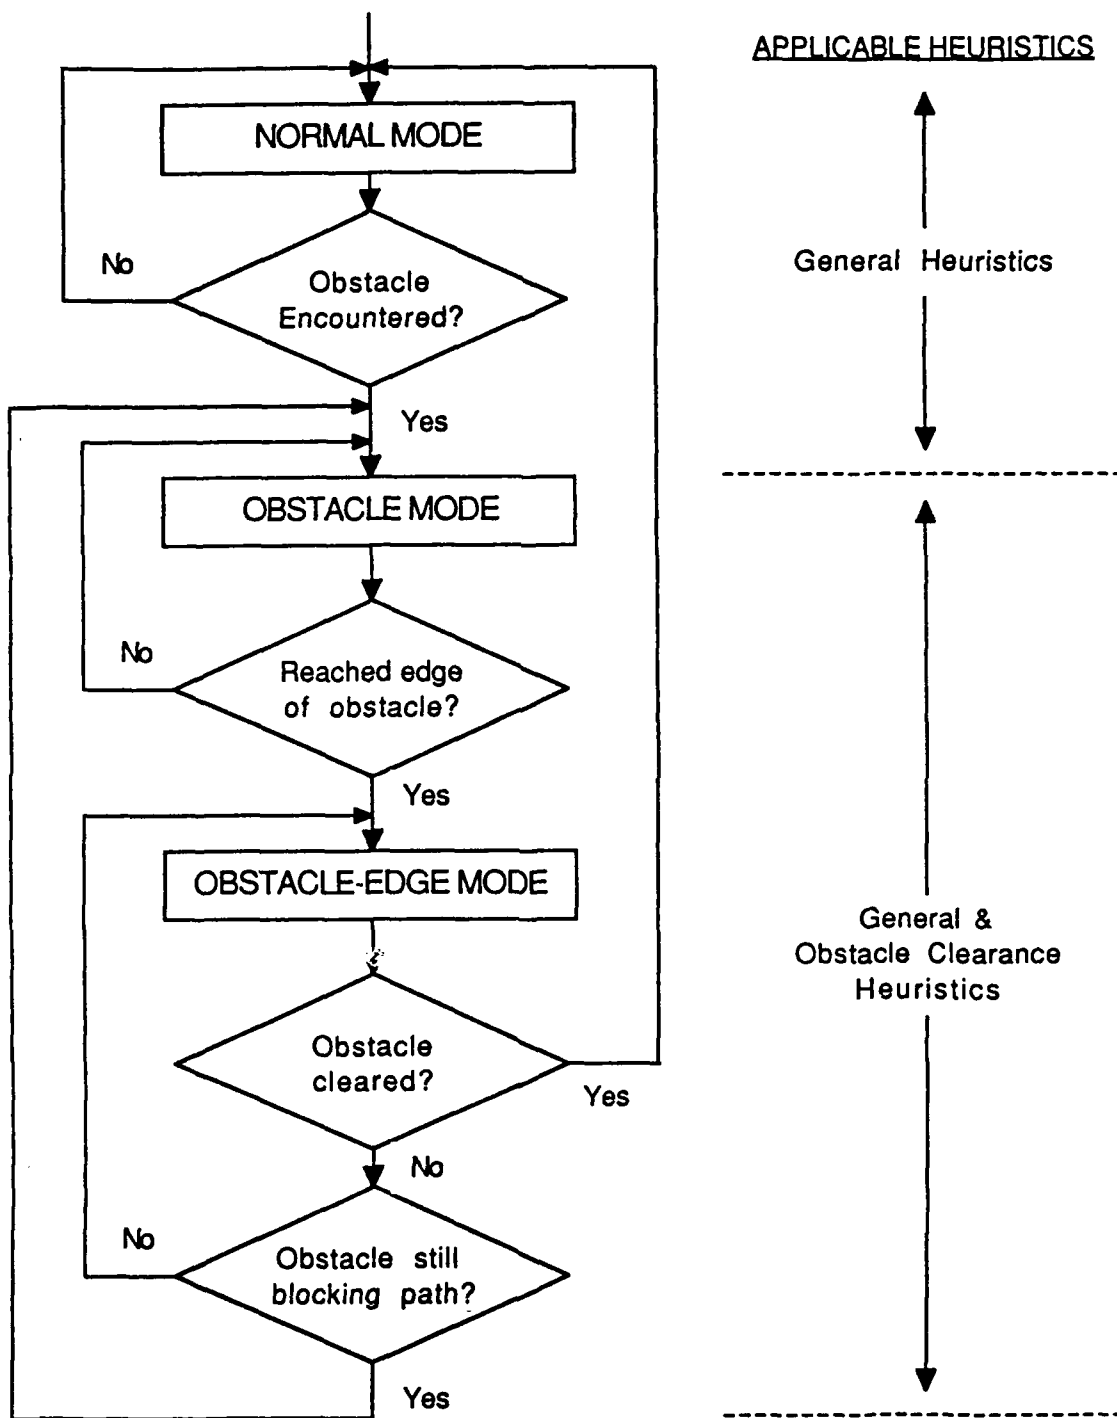 APPLICABLE HEURISTICS
NORMAL MODE
No
Obstacle
Encountered?
General Heuristics
Yes
OBSTACLE MODE
No
Reached edge
of obstacle?
Yes
OBSTACLE-EDGE MODE
General &
Obstacle Clearance
Heuristics
Obstacle
cleared?
Yes
No
No
Obstacle still
blocking path?
Yes